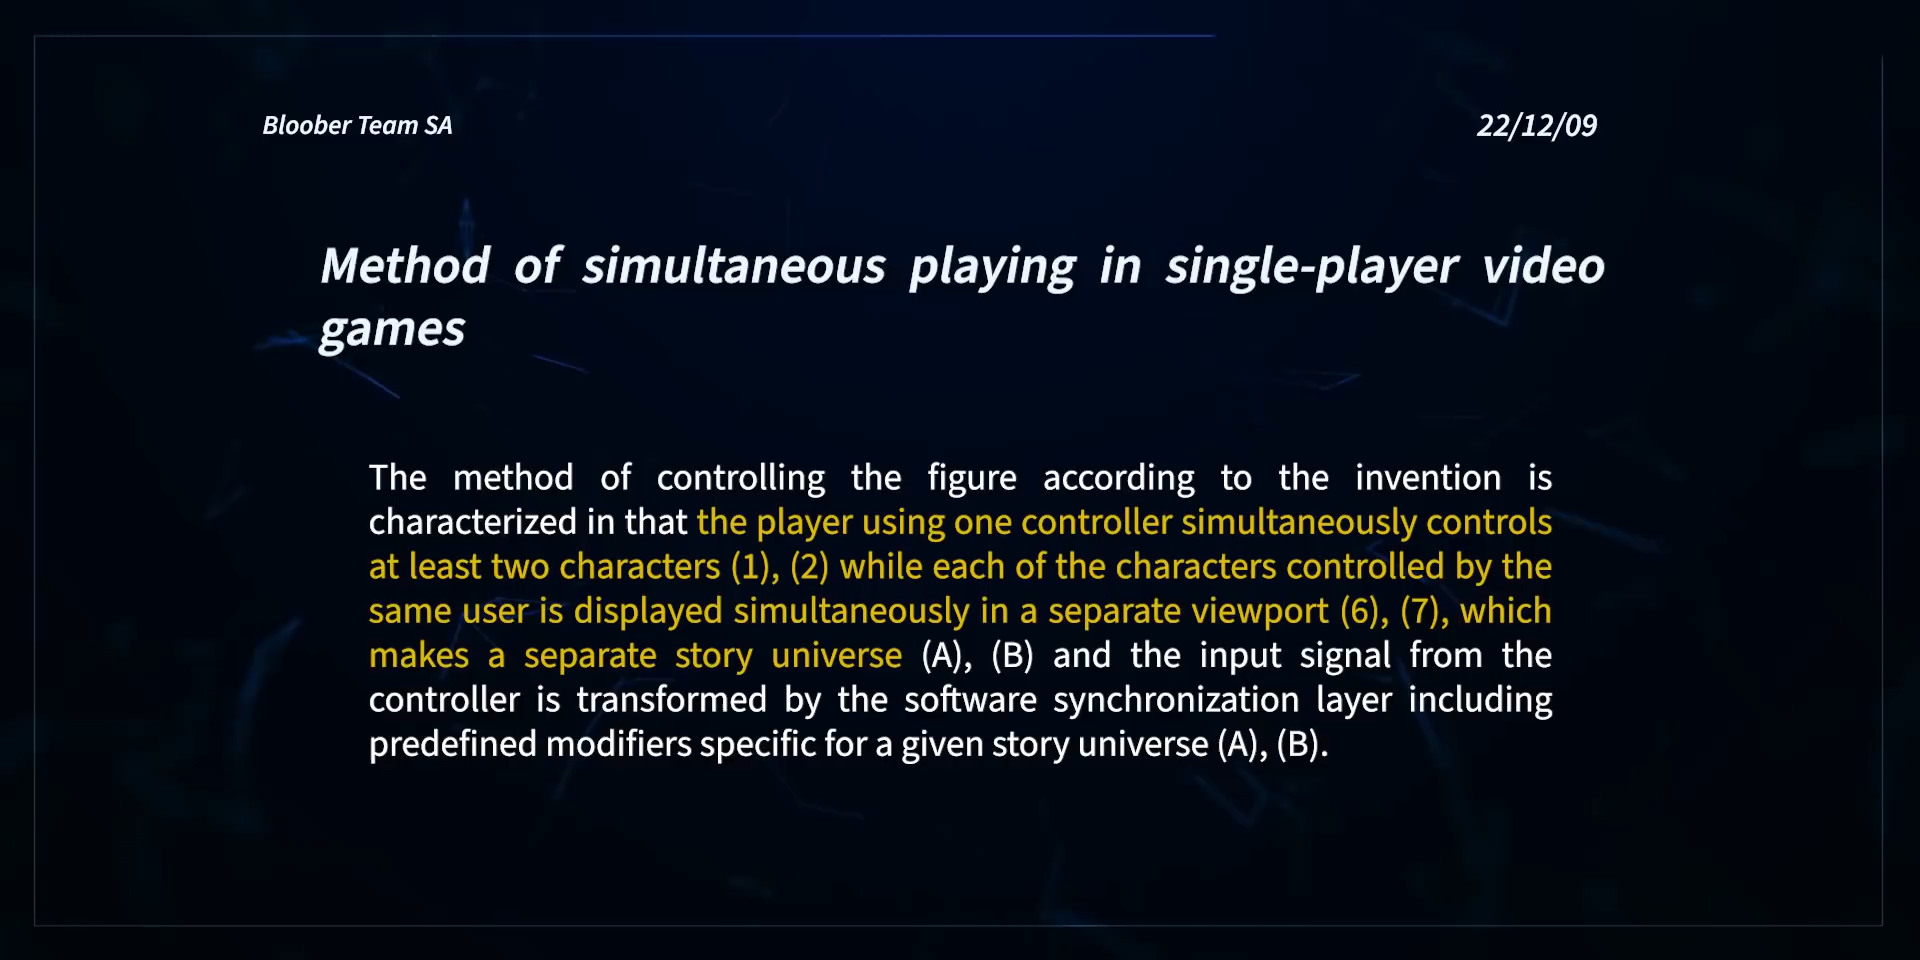 Bloober Team SA
22/12/09
Method of simultaneous playing in single-player video
games
The method of controlling the figure according to the invention is
characterized in that the player using one controller simultaneously controls
at least two characters (1), (2) while each of the characters controlled by the
same user is displayed simultaneously in a separate viewport (6), (7), which
makes a separate story universe (A), (B) and the input signal from the
controller is transformed by the software synchronization layer including
predefined modifiers specific for a given story universe (A), (B).